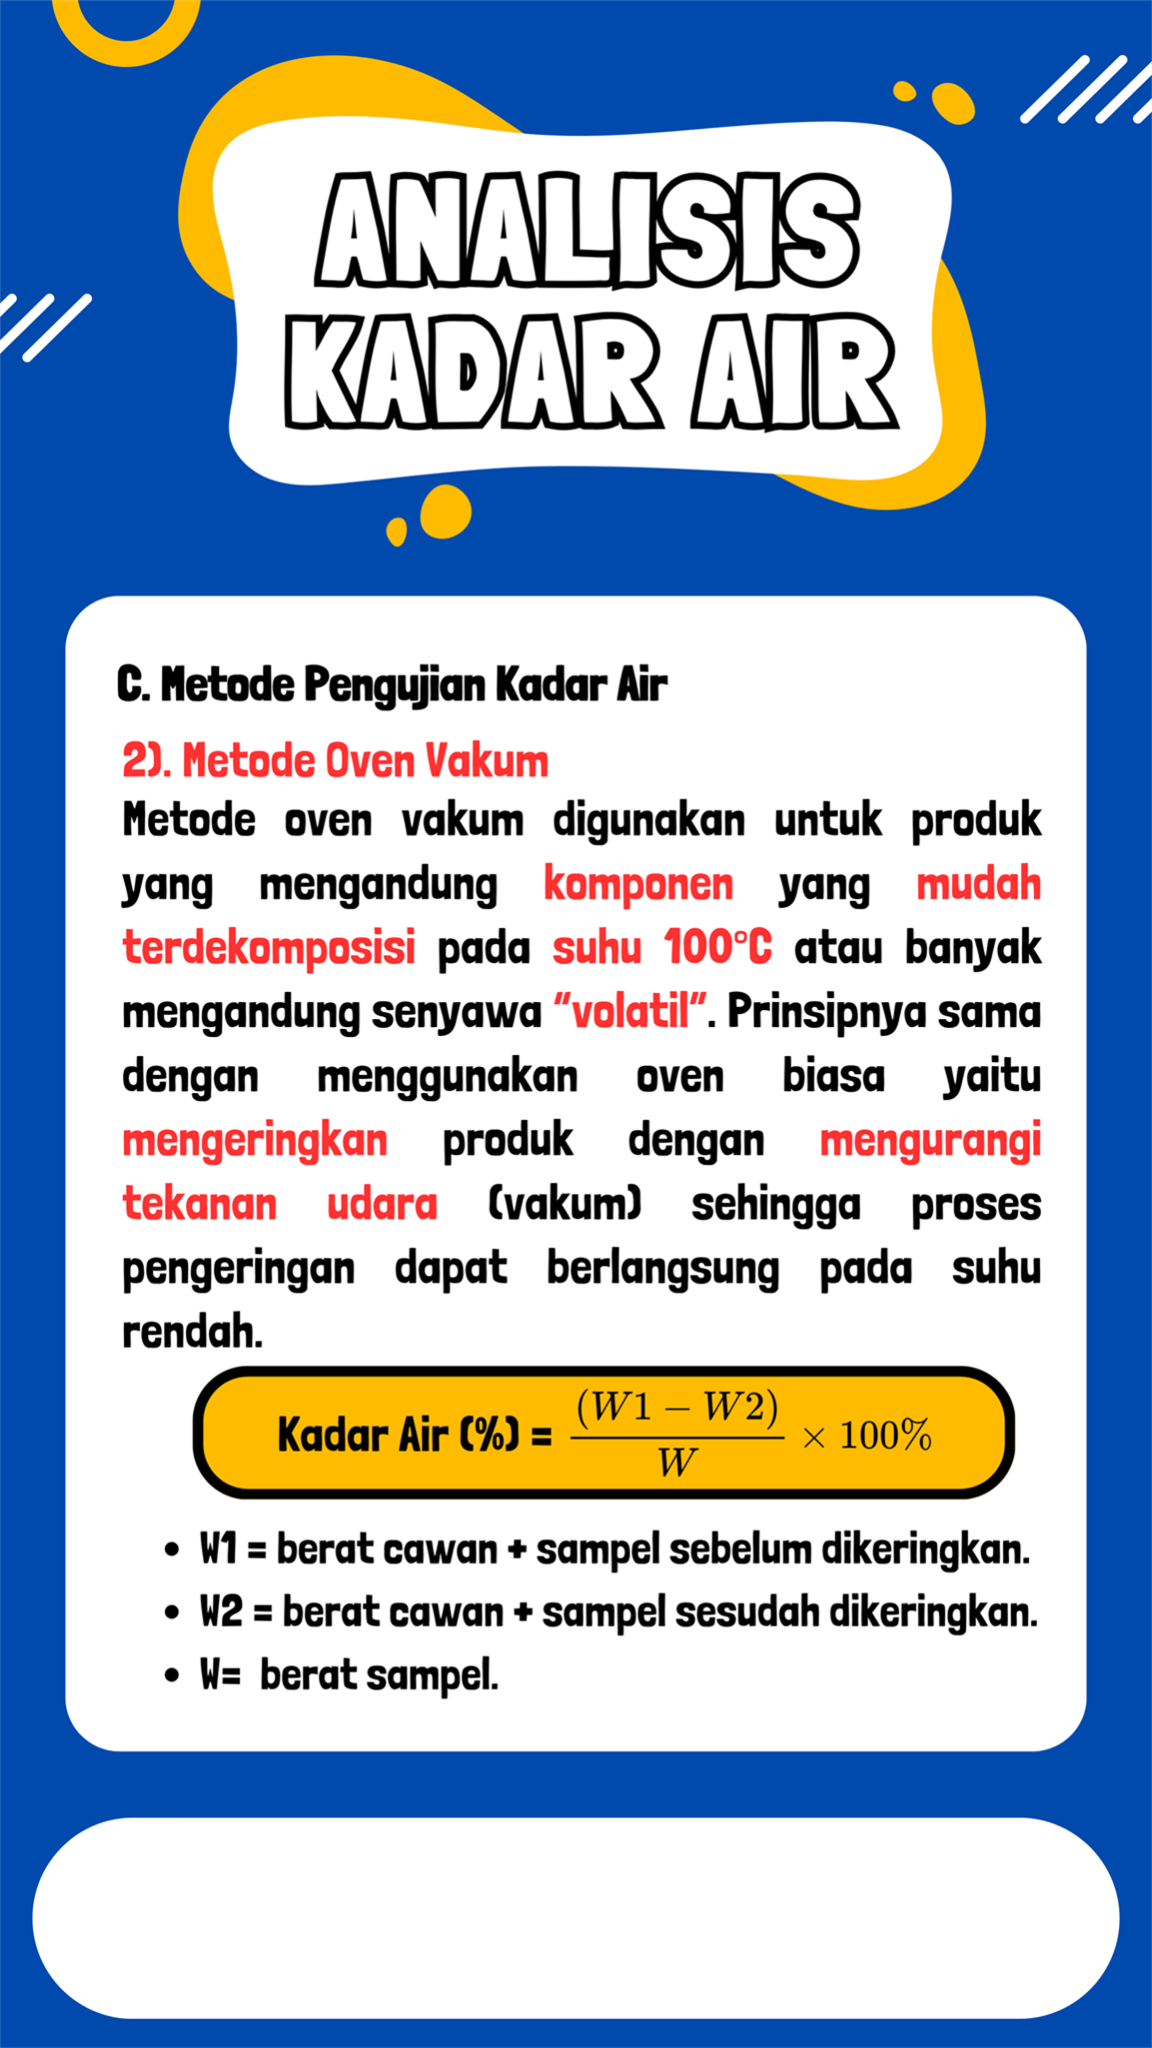 ANALISIS
KADAR AIR
C. Metode Pengujian Kadar Air
2). Metode Oven Vakum
Metode oven vakum digunakan untuk produk
yang mengandung komponen yang mudah
terdekomposisi pada suhu 100°C atau banyak
mengandung senyawa “volatil”. Prinsipnya sama
dengan menggunakan oven biasa yaitu
mengeringkan produk dengan mengurangi
tekanan udara (vakum) sehingga proses
pengeringan dapat berlangsung pada suhu
rendah.
Kadar Air (%) = (W1 − W2) / W × 100%
• W1 = berat cawan + sampel sebelum dikeringkan.
• W2 = berat cawan + sampel sesudah dikeringkan.
• W= berat sampel.